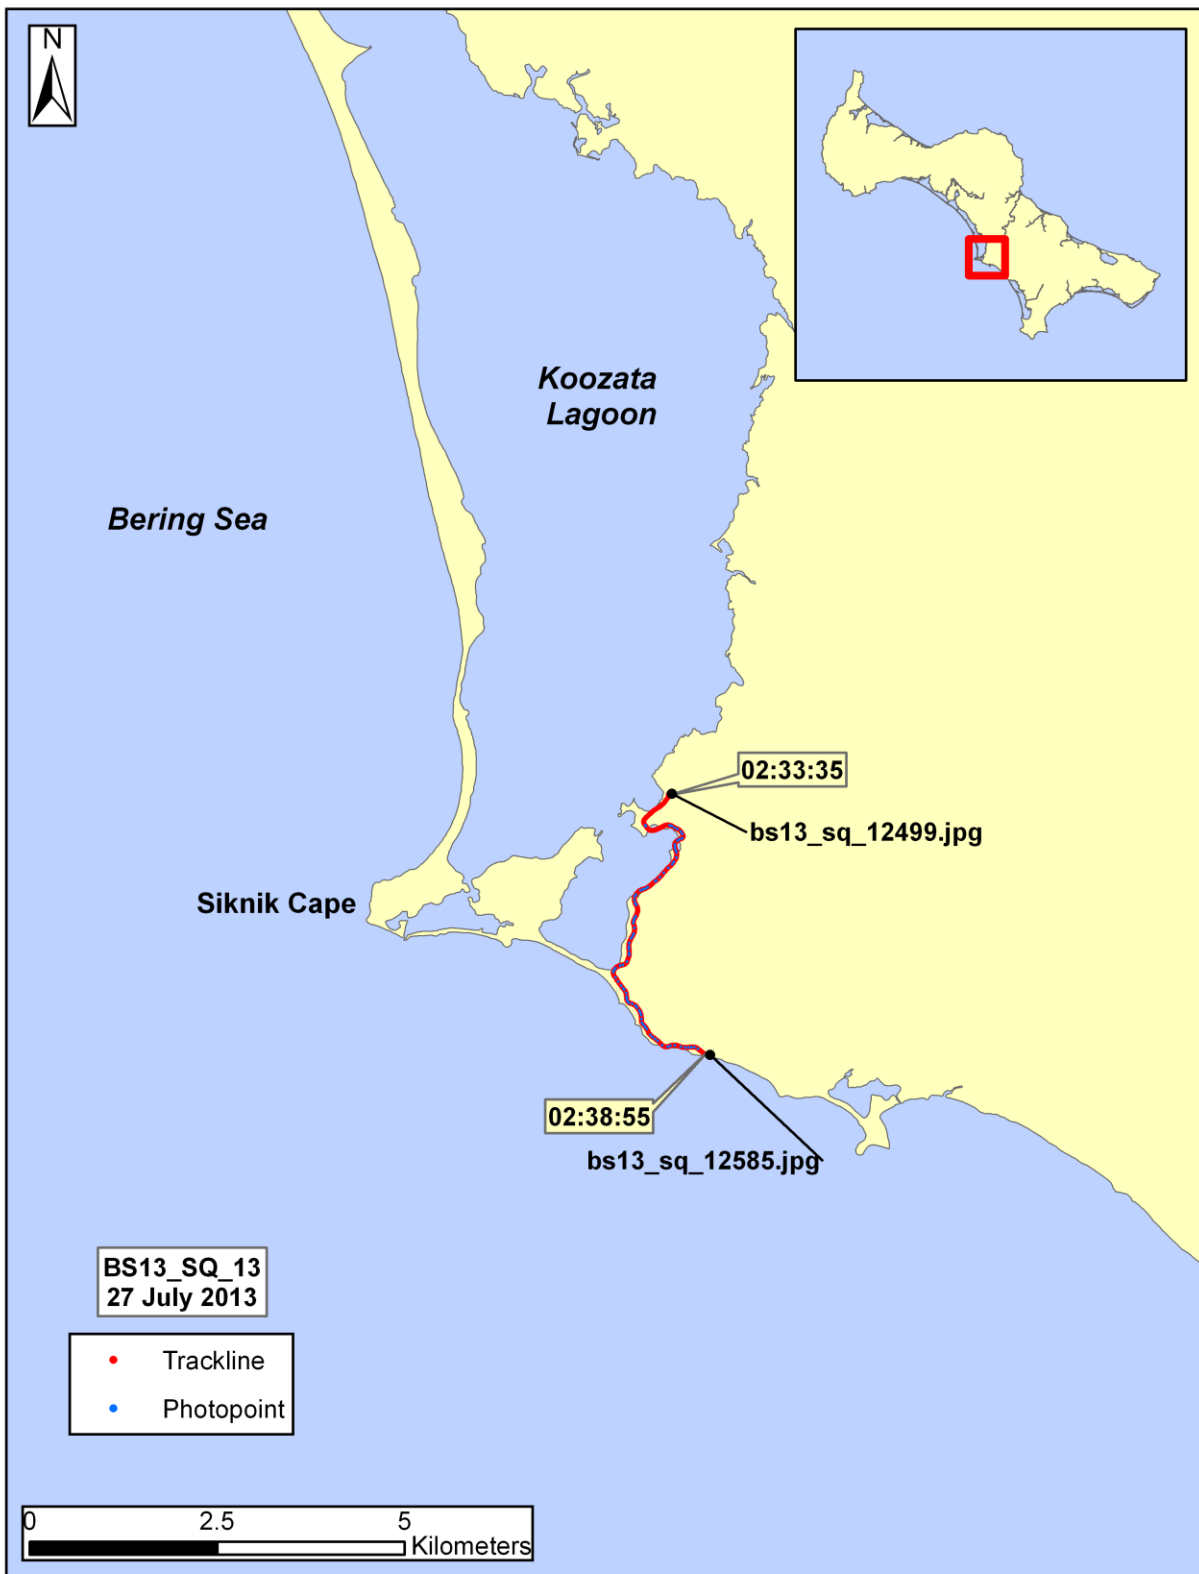 N
Koozata
Lagoon
Bering Sea
02:33:35
bs13_sq_12499.jpg
Siknik Cape
02:38:55
bs13_sq_12585.jpg
BS13_SQ_13
27 July 2013
Trackline
Photopoint
0 2.5 5
Kilometers